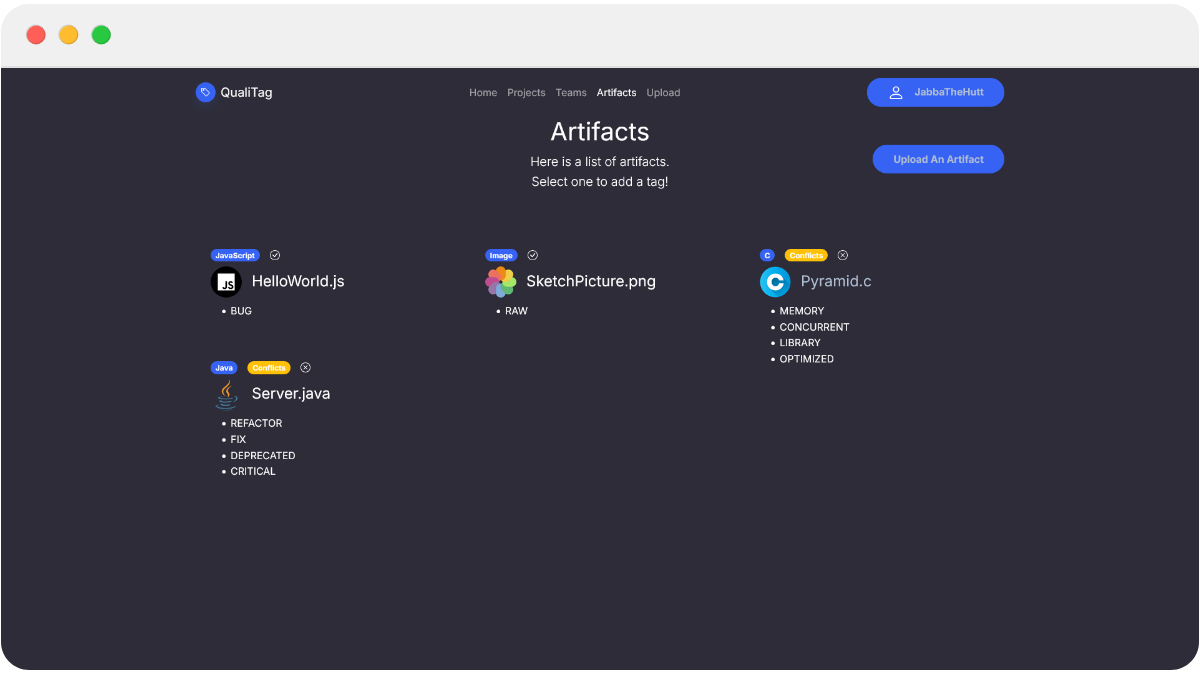 QualiTag
Home Projects Teams Artifacts Upload
JabbaTheHutt
Artifacts
Here is a list of artifacts.
Select one to add a tag!
Upload An Artifact
JavaScript
JS HelloWorld.js
• BUG
Image
SketchPicture.png
• RAW
C Conflicts
C Pyramid.c
• MEMORY
• CONCURRENT
• LIBRARY
• OPTIMIZED
Java Conflicts
Server.java
• REFACTOR
• FIX
• DEPRECATED
• CRITICAL